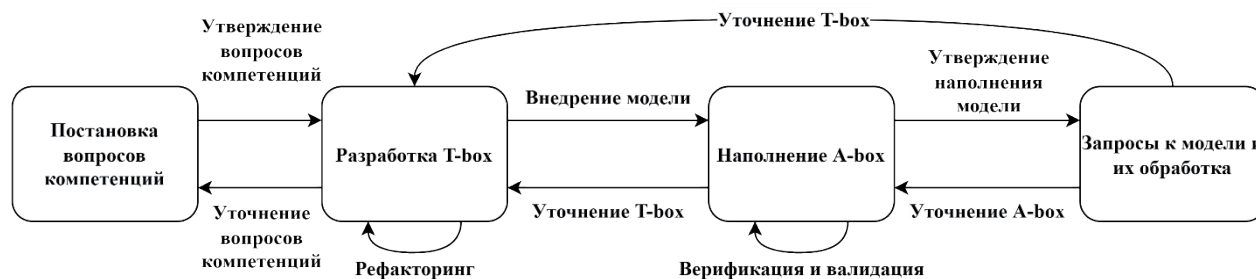 Уточнение T-box
Утверждение
вопросов
компетенций
Утверждение
наполнения
модели
Внедрение модели
Постановка
вопросов
компетенций
Разработка T-box
Наполнение A-box
Запросы к модели и
их обработка
Уточнение
вопросов
компетенций
Уточнение T-box
Уточнение A-box
Рефакторинг
Верификация и валидация